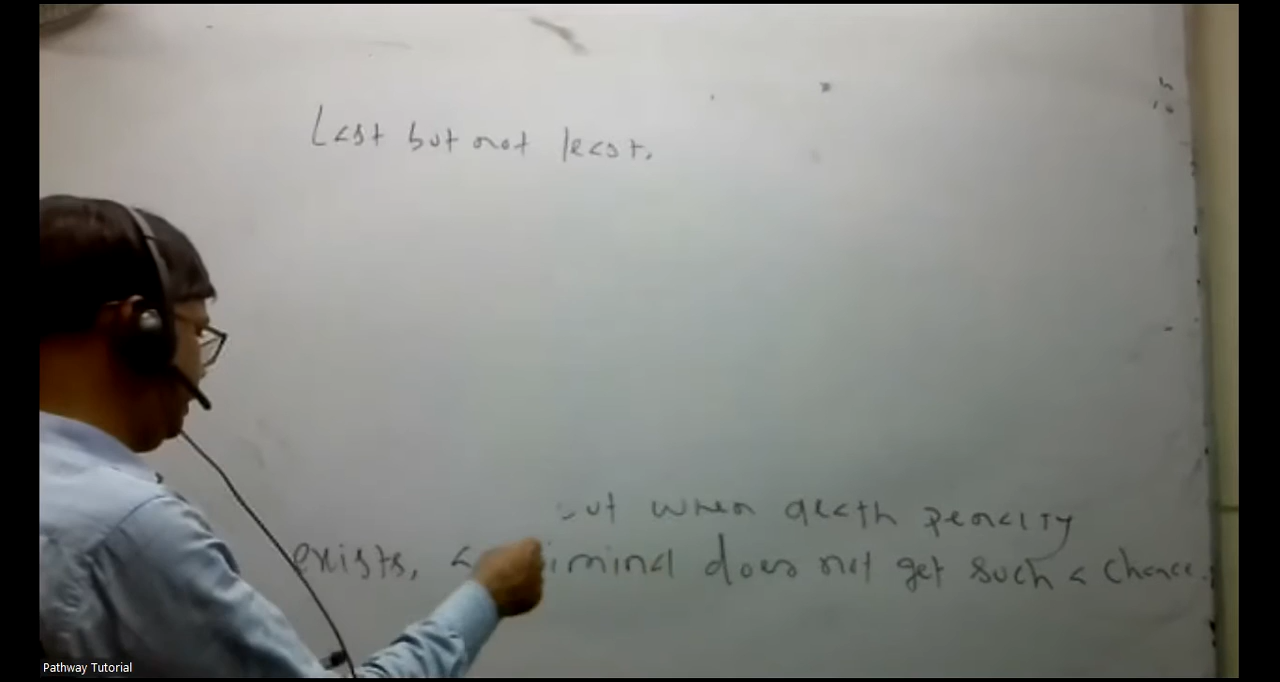 Last but not least,
but when death penalty
exists, a criminal does not get such a chance.
Pathway Tutorial